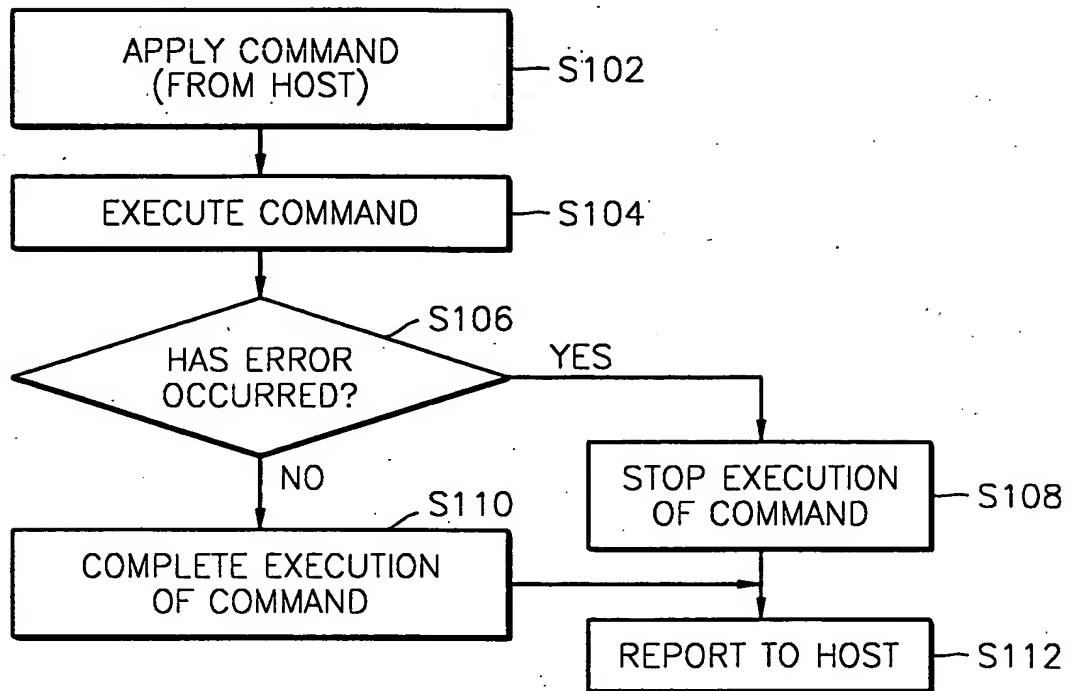 APPLY COMMAND
(FROM HOST)
S102
EXECUTE COMMAND
S104
S106
HAS ERROR
OCCURRED?
YES
NO
STOP EXECUTION
OF COMMAND
S108
S110
COMPLETE EXECUTION
OF COMMAND
REPORT TO HOST
S112